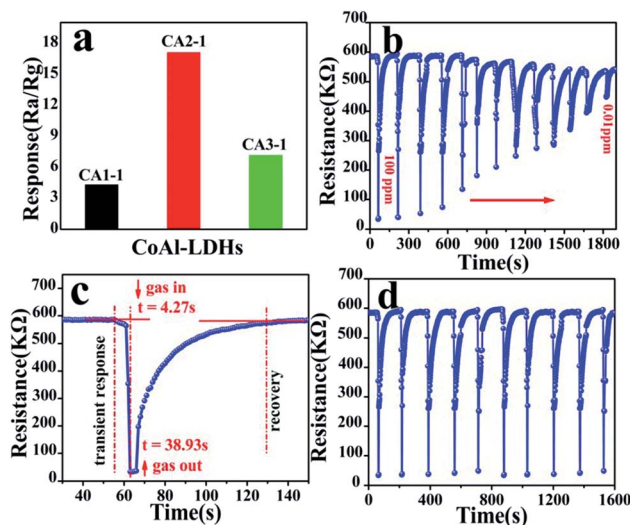 a
Response(Ra/Rg)
18
15
12
9
6
3
0
CA1-1
CA2-1
CA3-1
CoAl-LDHs
b
Resistance(KΩ)
700
600
500
400
300
200
100
0
100 ppm
0.01ppm
0 300 600 900 1200 1500 1800
Time(s)
c
Resistance(KΩ)
700
600
500
400
300
200
100
0
transient response
gas in
t = 4.27s
t = 38.93s
gas out
recovery
40 60 80 100 120 140
Time(s)
d
Resistance(KΩ)
700
600
500
400
300
200
100
0
0 400 800 1200 1600
Time(s)